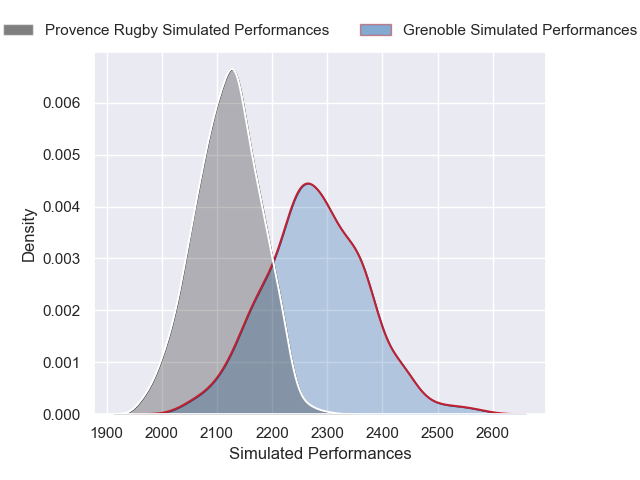 Provence Rugby Simulated Performances Grenoble Simulated Performances
0.006
0.005
0.004
0.003
0.002
0.001
0.000
Density
1900 2000 2100 2200 2300 2400 2500 2600
Simulated Performances